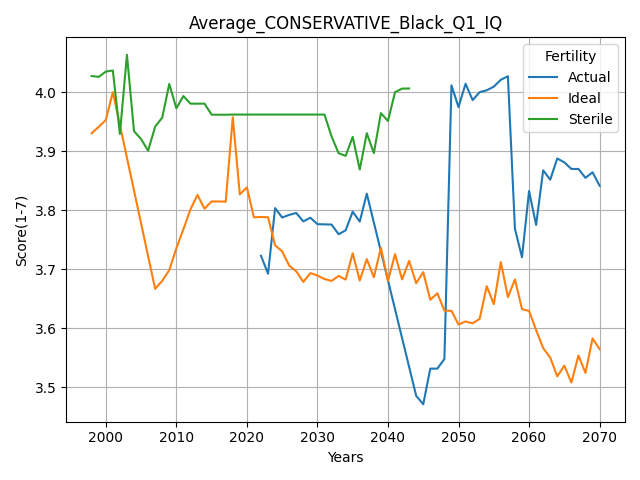 Average_CONSERVATIVE_Black_Q1_IQ
Fertility
Actual
Ideal
Sterile
Score(1-7)
4.0
3.9
3.8
3.7
3.6
3.5
2000 2010 2020 2030 2040 2050 2060 2070
Years